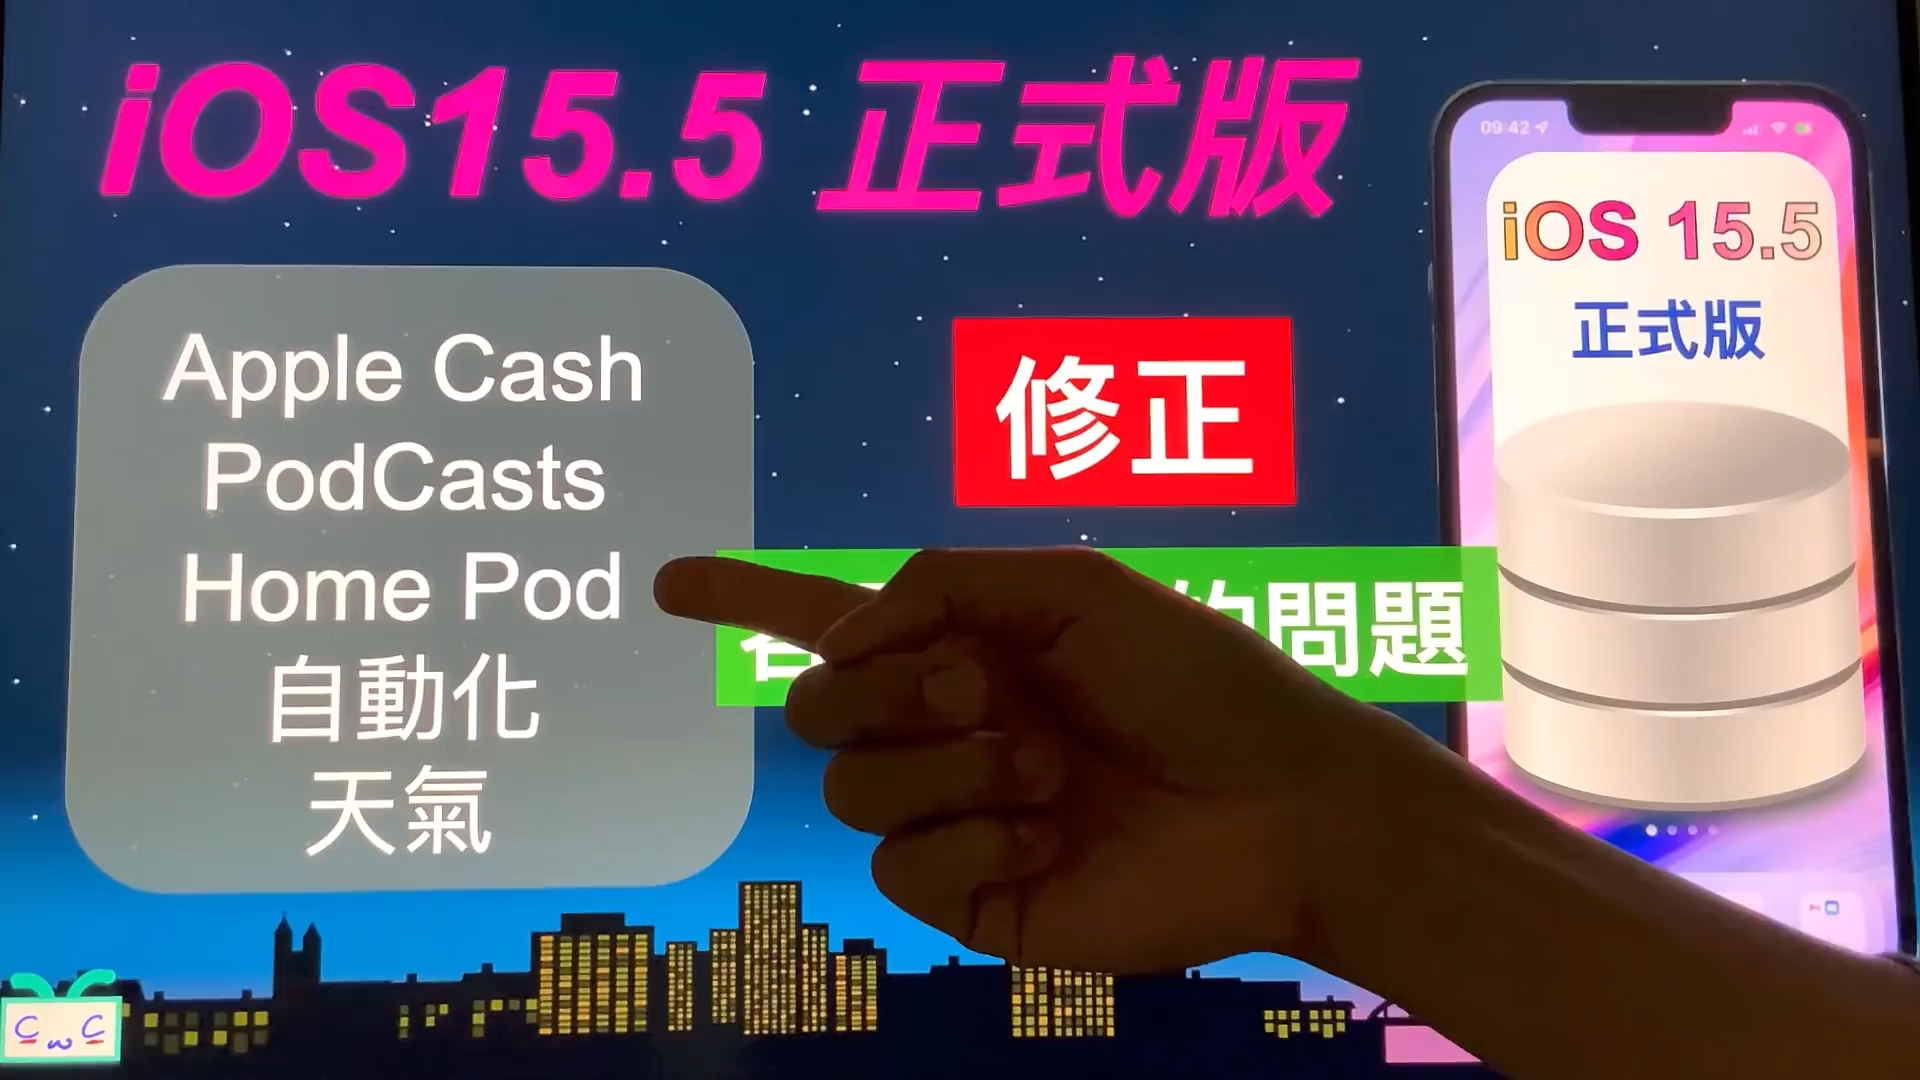 iOS15.5 正式版
Apple Cash
PodCasts
Home Pod
自動化
天氣
修正
的問題
09:42
iOS 15.5
正式版